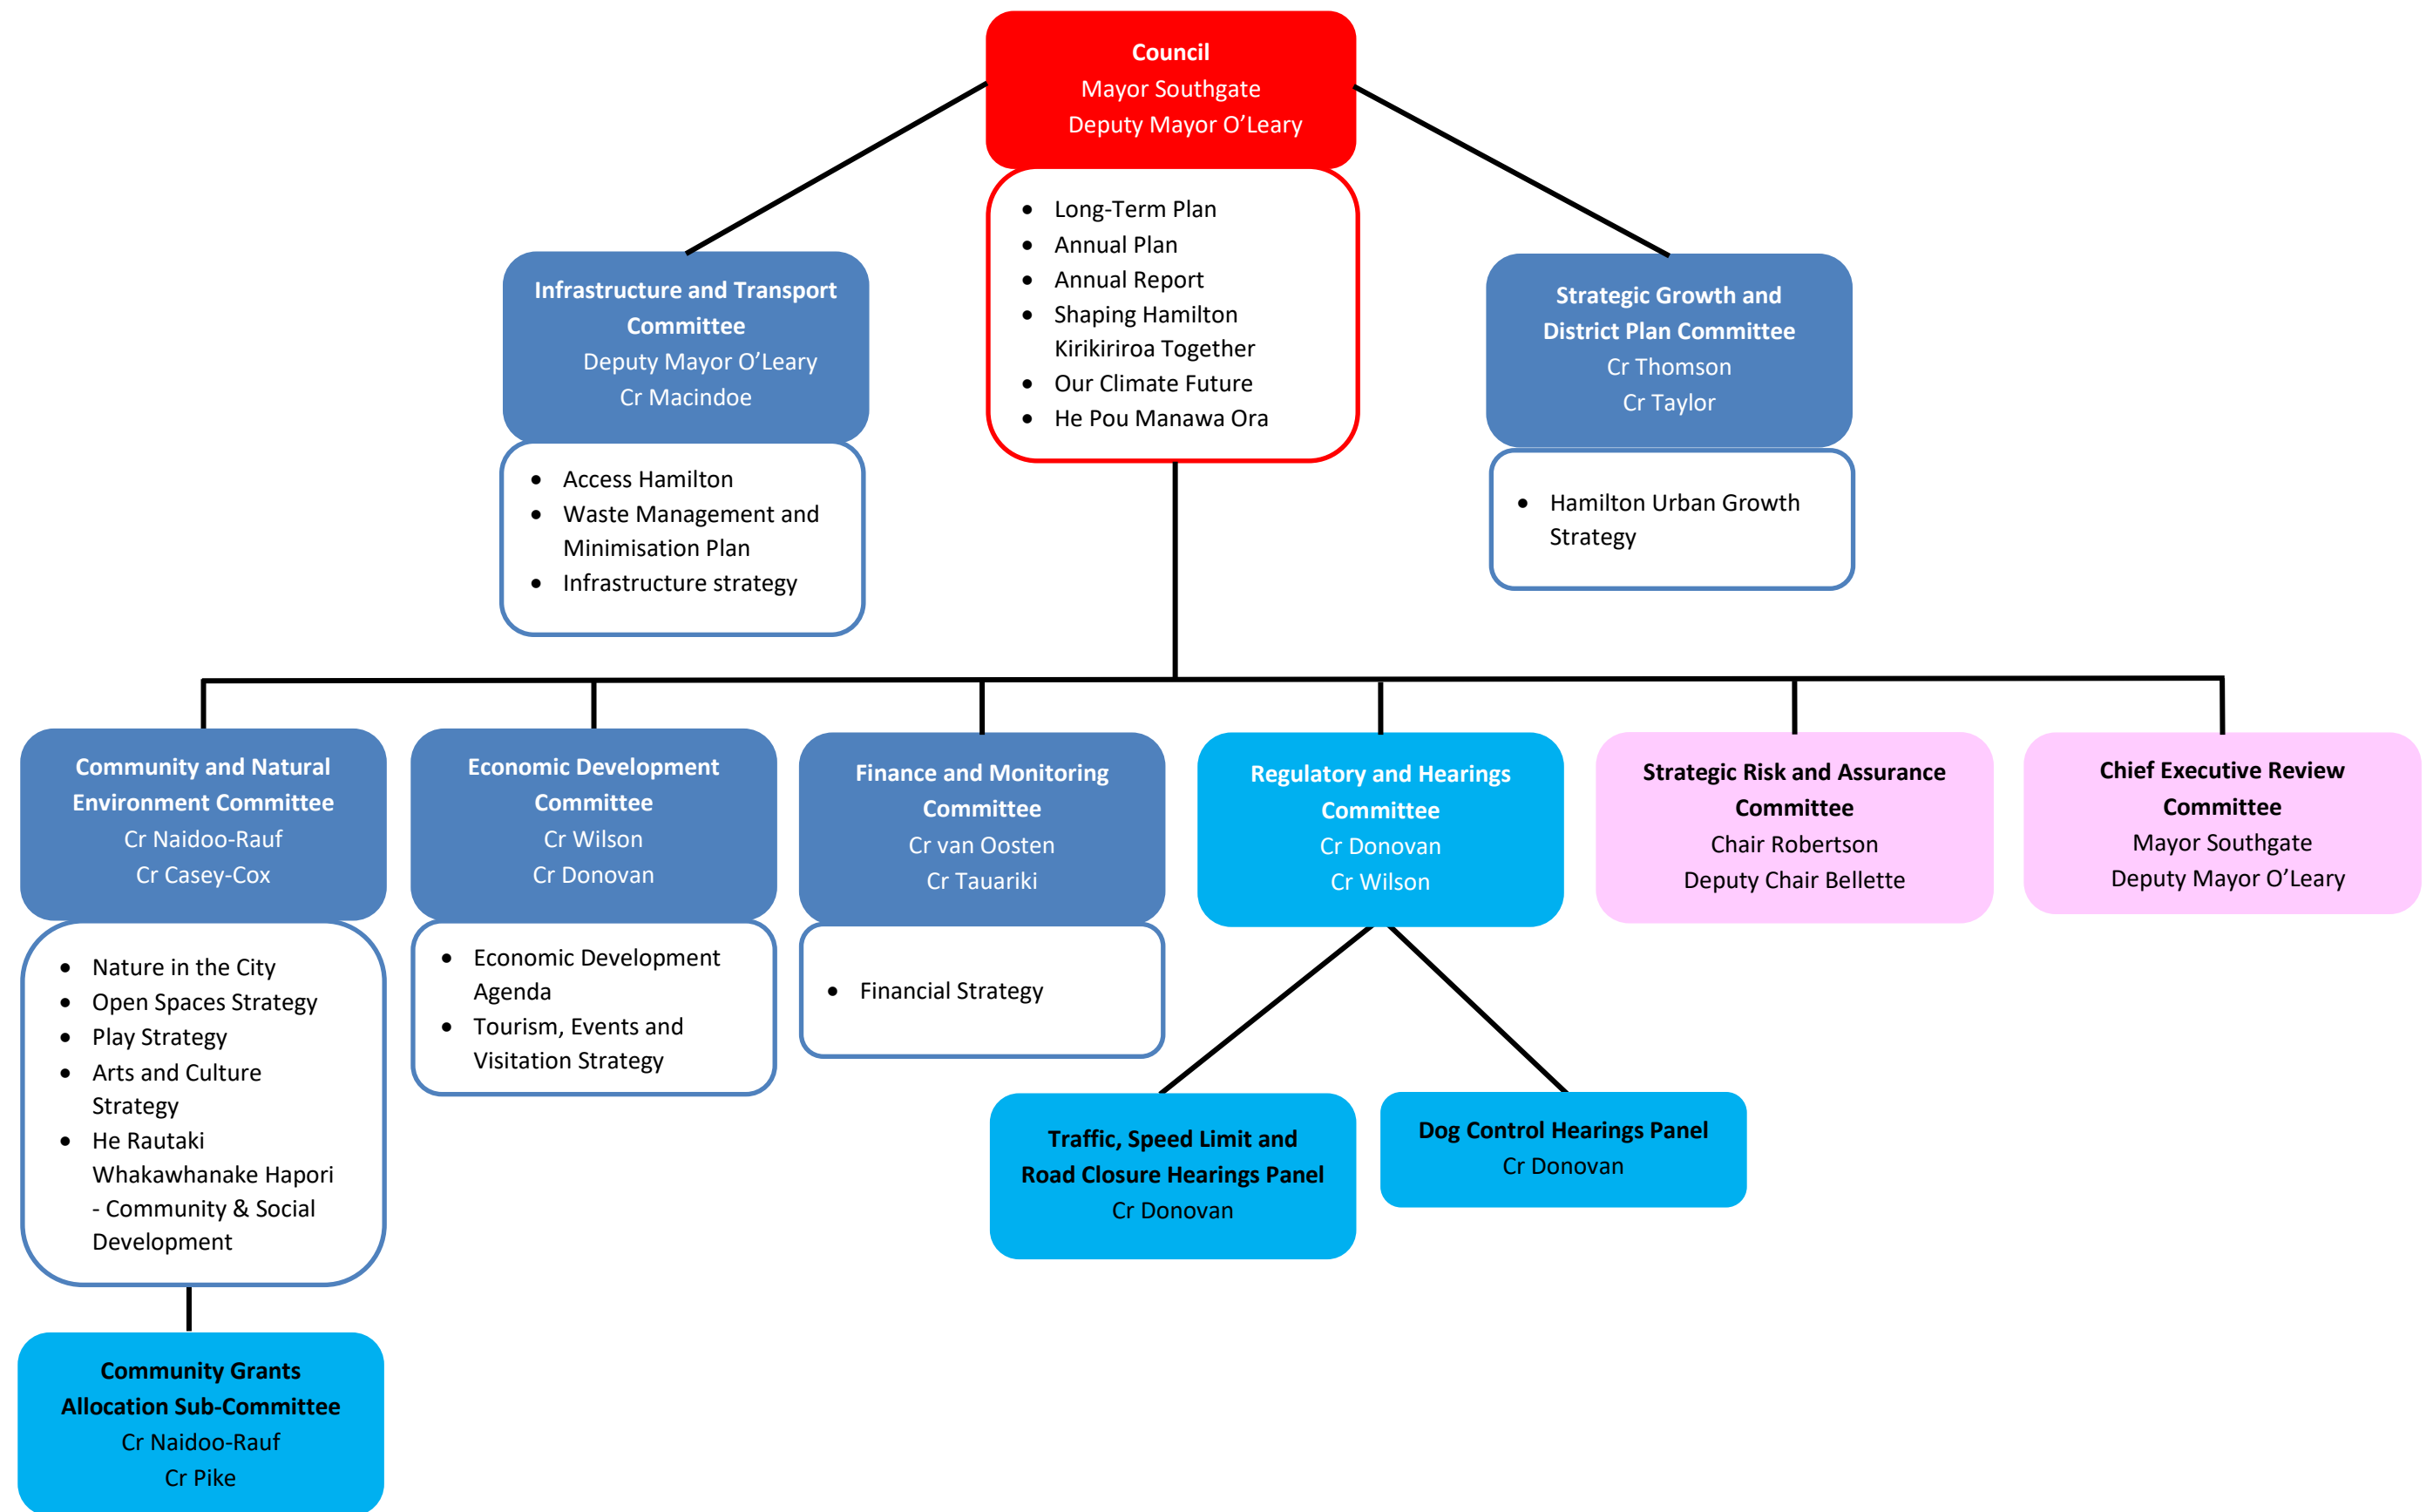 Council
Mayor Southgate
Deputy Mayor O’Leary
• Long-Term Plan
• Annual Plan
• Annual Report
• Shaping Hamilton
Kirikiriroa Together
• Our Climate Future
• He Pou Manawa Ora
Infrastructure and Transport
Committee
Deputy Mayor O’Leary
Cr Macindoe
• Access Hamilton
• Waste Management and
Minimisation Plan
• Infrastructure strategy
Strategic Growth and
District Plan Committee
Cr Thomson
Cr Taylor
• Hamilton Urban Growth
Strategy
Community and Natural
Environment Committee
Cr Naidoo-Rauf
Cr Casey-Cox
• Nature in the City
• Open Spaces Strategy
• Play Strategy
• Arts and Culture
Strategy
• He Rautaki
Whakawhanake Hapori
- Community & Social
Development
Community Grants
Allocation Sub-Committee
Cr Naidoo-Rauf
Cr Pike
Economic Development
Committee
Cr Wilson
Cr Donovan
• Economic Development
Agenda
• Tourism, Events and
Visitation Strategy
Finance and Monitoring
Committee
Cr van Oosten
Cr Tauariki
• Financial Strategy
Regulatory and Hearings
Committee
Cr Donovan
Cr Wilson
Traffic, Speed Limit and
Road Closure Hearings Panel
Cr Donovan
Dog Control Hearings Panel
Cr Donovan
Strategic Risk and Assurance
Committee
Chair Robertson
Deputy Chair Bellette
Chief Executive Review
Committee
Mayor Southgate
Deputy Mayor O’Leary